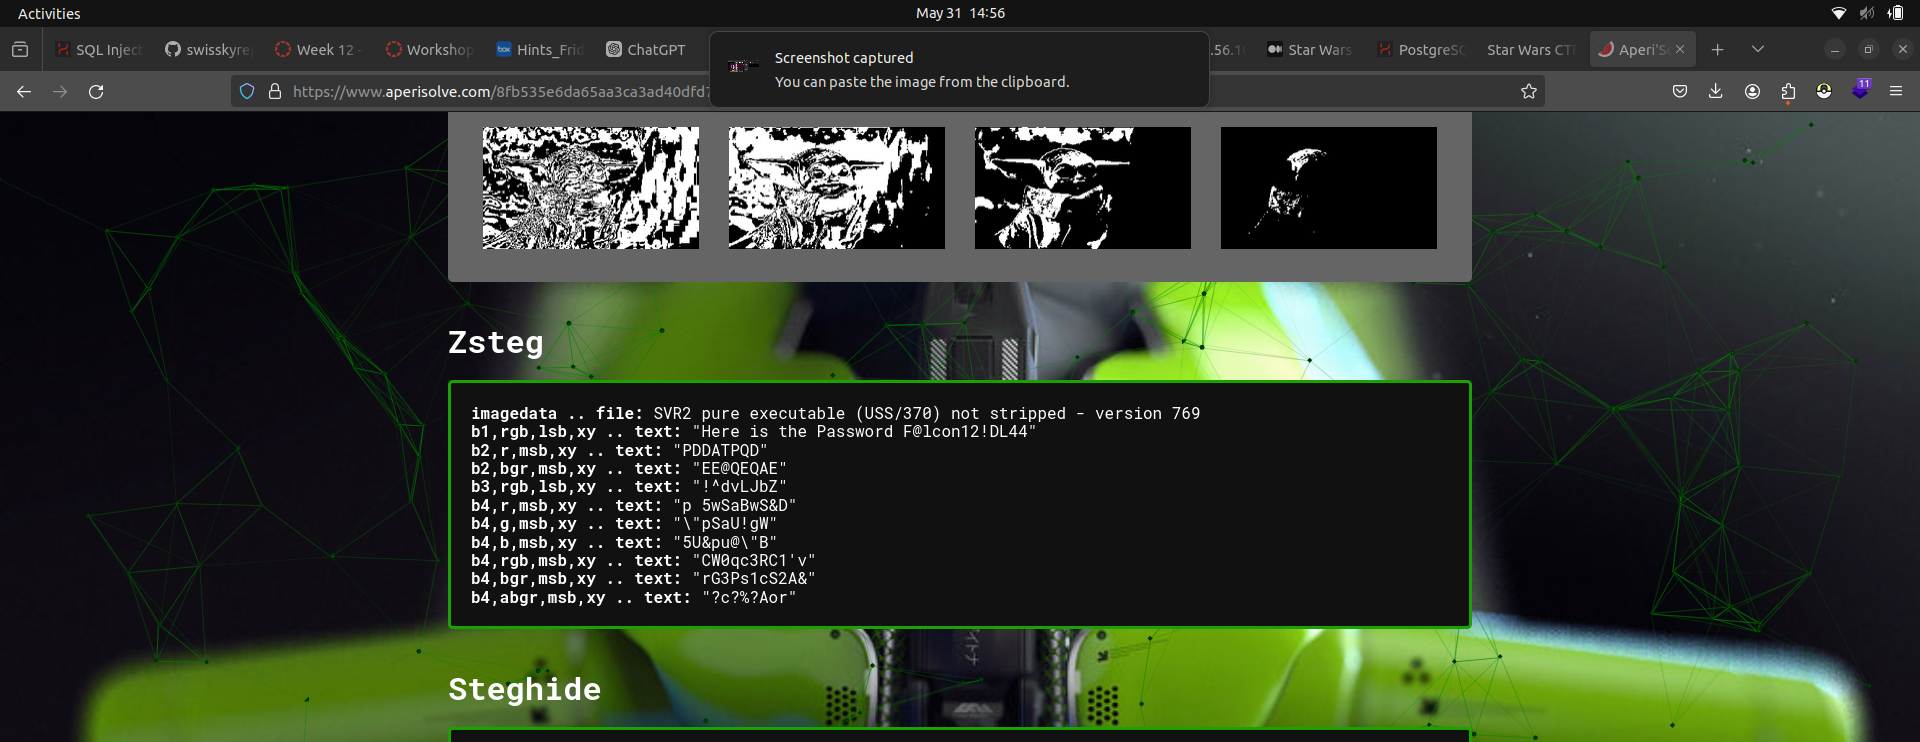 Activities
May 31 14:56
SQL Inject
swisskyre
Week 12 -
Workshop
Hints_Frid
ChatGPT
.56.1
Star Wars
PostgreSQ
Star Wars CT
Aperi'So
Screenshot captured
You can paste the image from the clipboard.
https://www.aperisolve.com/8fb535e6da65aa3ca3ad40dfd7
11
Zsteg
imagedata .. file: SVR2 pure executable (USS/370) not stripped - version 769
b1,rgb,lsb,xy .. text: "Here is the Password F@lcon12!DL44"
b2,r,msb,xy .. text: "PDDATPQD"
b2,bgr,msb,xy .. text: "EE@QEQAE"
b3,rgb,lsb,xy .. text: "!^dvLJbZ"
b4,r,msb,xy .. text: "p 5wSaBwS&D"
b4,g,msb,xy .. text: "\"pSaU!gW"
b4,b,msb,xy .. text: "5U&pu@\"B"
b4,rgb,msb,xy .. text: "CW0qc3RC1'v"
b4,bgr,msb,xy .. text: "rG3Ps1cS2A&"
b4,abgr,msb,xy .. text: "?c?%?Aor"
Steghide